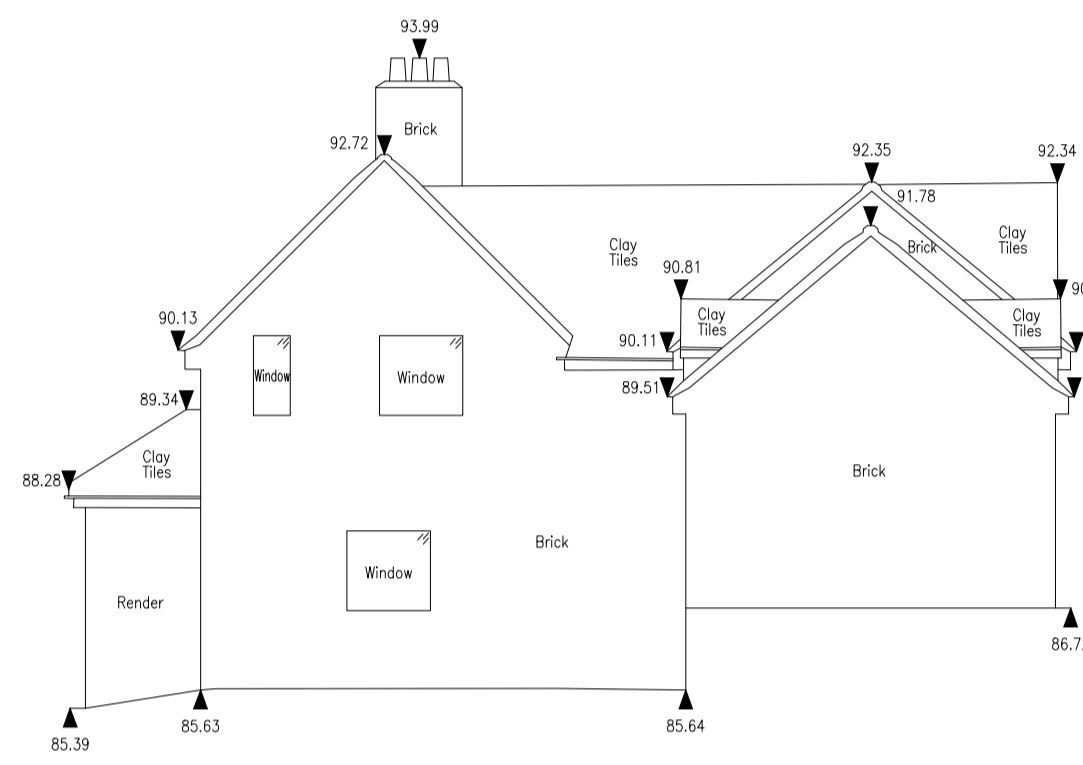 93.99
Brick
92.72
92.35
92.34
91.78
Clay
Tiles
Brick
Clay
Tiles
90.81
90.13
Clay
Tiles
Clay
Tiles
90.11
Window
Window
89.51
89.34
Clay
Tiles
88.28
Brick
Brick
Window
Render
86.7
85.63
85.64
85.39